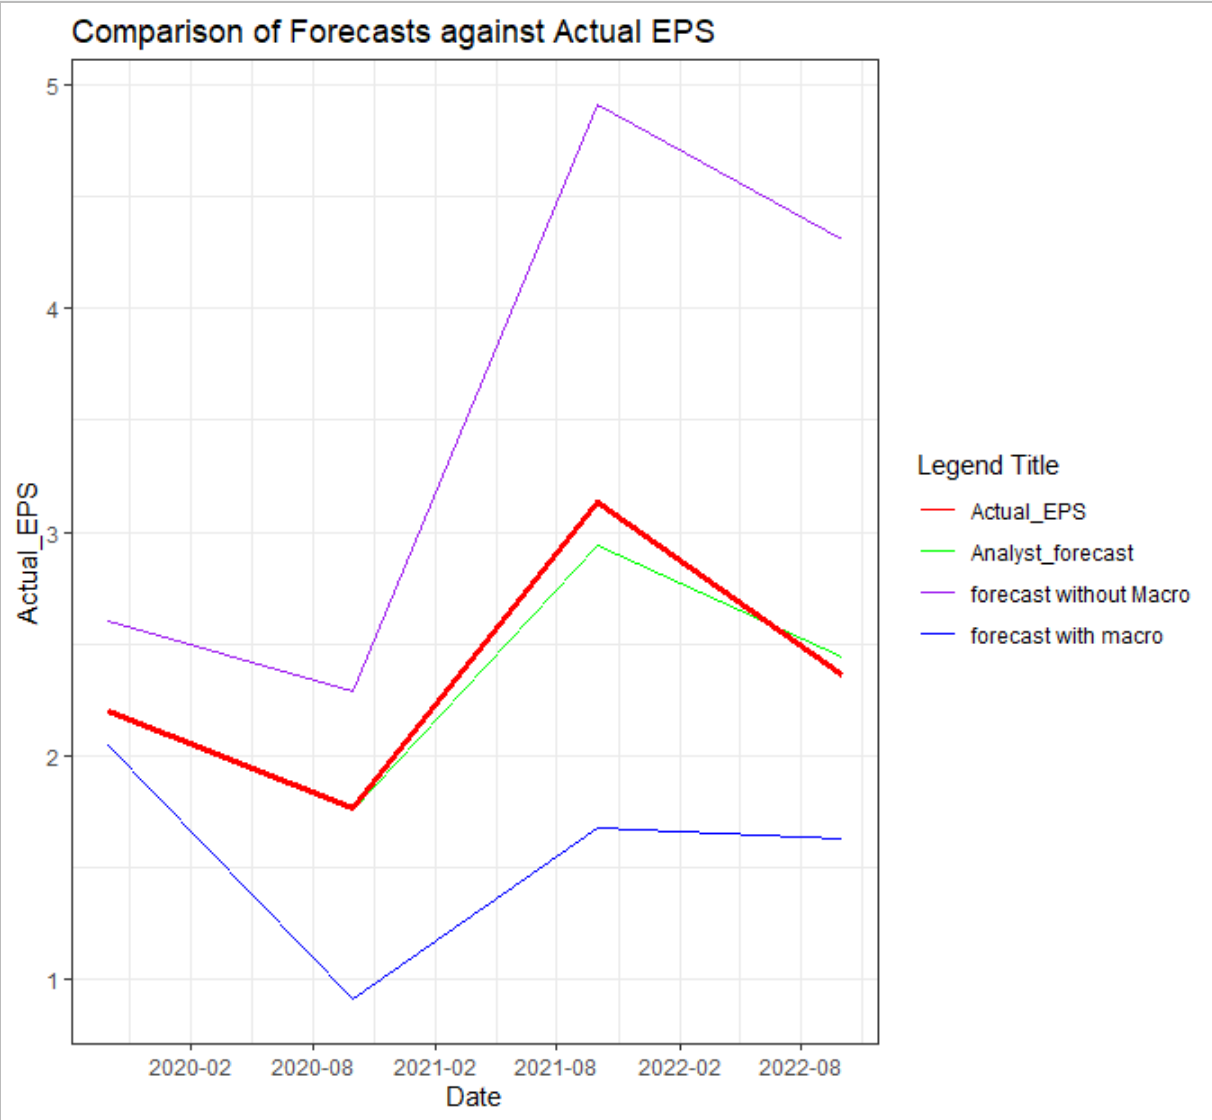 Comparison of Forecasts against Actual EPS
5
4
3
2
1
Actual_EPS
2020-02 2020-08 2021-02 2021-08 2022-02 2022-08
Date
Legend Title
Actual_EPS
Analyst_forecast
forecast without Macro
forecast with macro